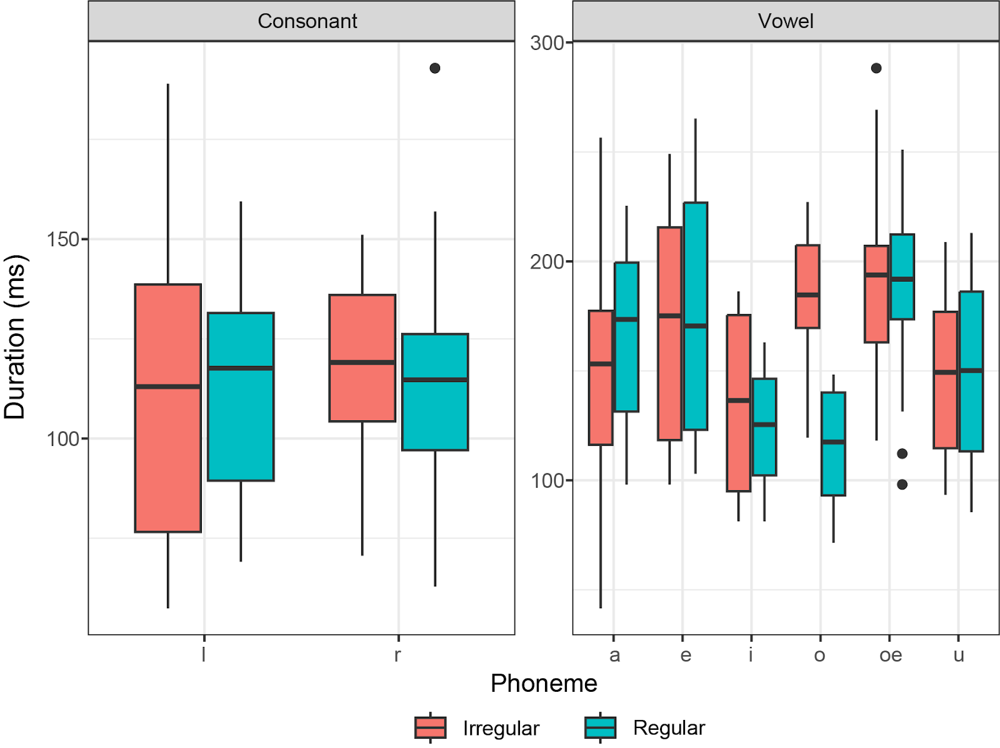 Consonant
Vowel
Duration (ms)
150
100
300
200
100
l
r
a
e
i
o
oe
u
Phoneme
Irregular
Regular